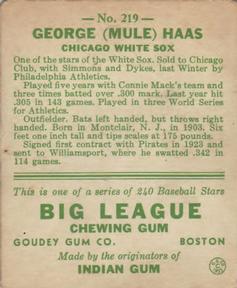 No. 219
GEORGE (MULE) HAAS
CHICAGO WHITE SOX
One of the stars of the White Sox. Sold to Chicago
Club, with Simmons and Dykes, last Winter by
Philadelphia Athletics.
Played five years with Connie Mack's team and
three times batted over .300 mark. Last year hit
.305 in 143 games. Played in three World Series
for Athletics.
Outfielder. Bats left handed, but throws right
handed. Born in Montclair, N. J., in 1903. Six
feet one inch tall and tips scales at 175 pounds.
Signed first contract with Pirates in 1923 and
sent to Williamsport, where he swatted .342 in
114 games.
This is one of a series of 240 Baseball Stars
BIG LEAGUE
CHEWING GUM
GOUDEY GUM CO. BOSTON
Made by the originators of
INDIAN GUM